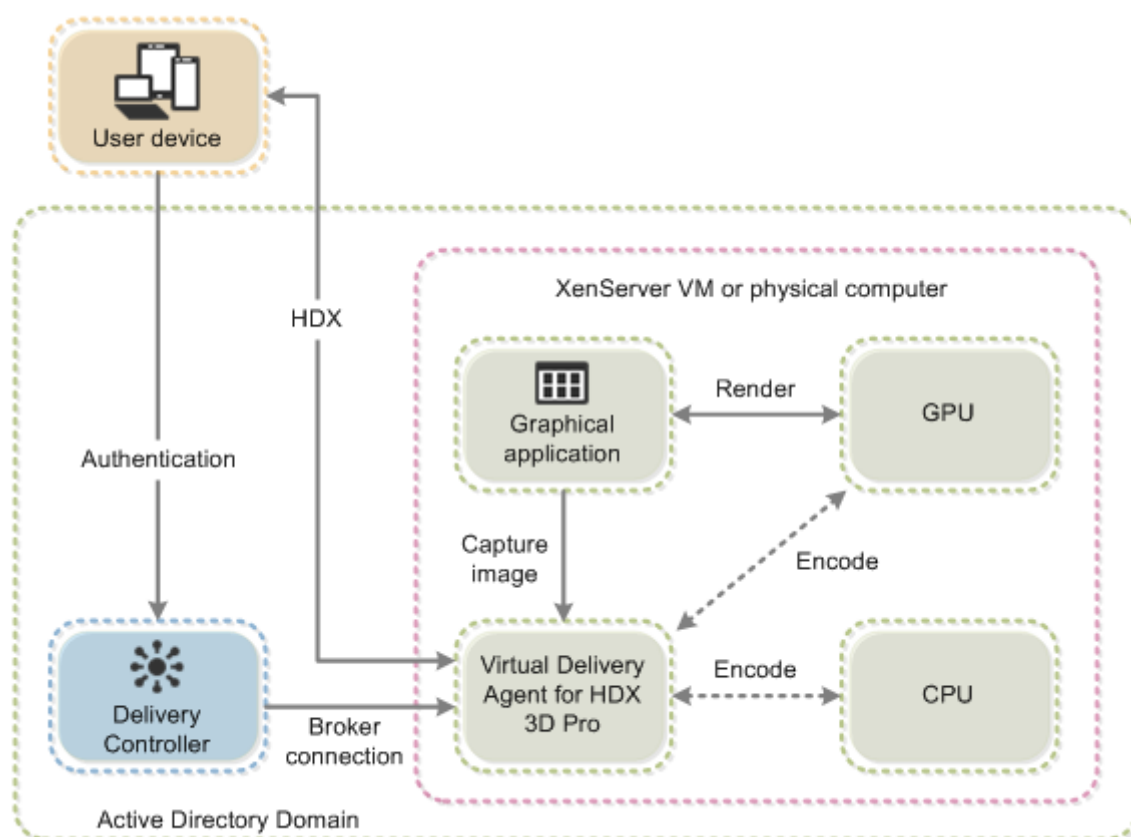 User device
XenServer VM or physical computer
HDX
Graphical
application
Render
GPU
Authentication
Capture
image
Encode
Delivery
Controller
Broker
connection
Virtual Delivery
Agent for HDX
3D Pro
Encode
CPU
Active Directory Domain